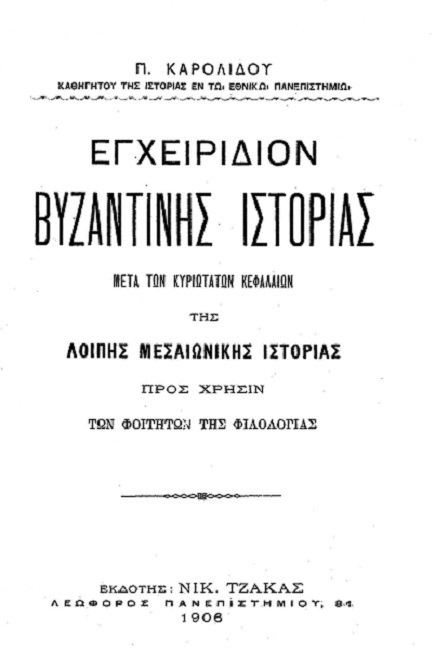 Π. ΚΑΡΟΛΙΔΟΥ
ΚΑΘΗΓΗΤΟΥ ΤΗΣ ΙΣΤΟΡΙΑΣ ΕΝ ΤΩι ΕΘΝΙΚΩι ΠΑΝΕΠΙΣΤΗΜΙΩι
ΕΓΧΕΙΡΙΔΙΟΝ
ΒΥΖΑΝΤΙΝΗΣ ΙΣΤΟΡΙΑΣ
ΜΕΤΑ ΤΩΝ ΚΥΡΙΩΤΑΤΩΝ ΚΕΦΑΛΑΙΩΝ
ΤΗΣ
ΛΟΙΠΗΣ ΜΕΣΑΙΩΝΙΚΗΣ ΙΣΤΟΡΙΑΣ
ΠΡΟΣ ΧΡΗΣΙΝ
ΤΩΝ ΦΟΙΤΗΤΩΝ ΤΗΣ ΦΙΛΟΛΟΓΙΑΣ
ΕΚΔΟΤΗΣ: ΝΙΚ. ΤΖΑΚΑΣ
ΛΕΩΦΟΡΟΣ ΠΑΝΕΠΙΣΤΗΜΙΟΥ, 81
1906